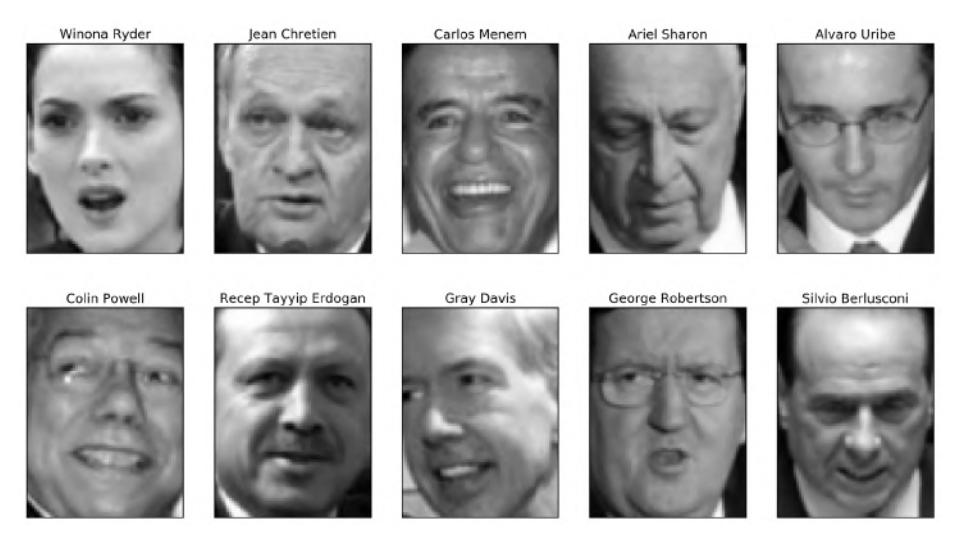 Winona Ryder
Jean Chretien
Carlos Menem
Ariel Sharon
Alvaro Uribe
Colin Powell
Recep Tayyip Erdogan
Gray Davis
George Robertson
Silvio Berlusconi